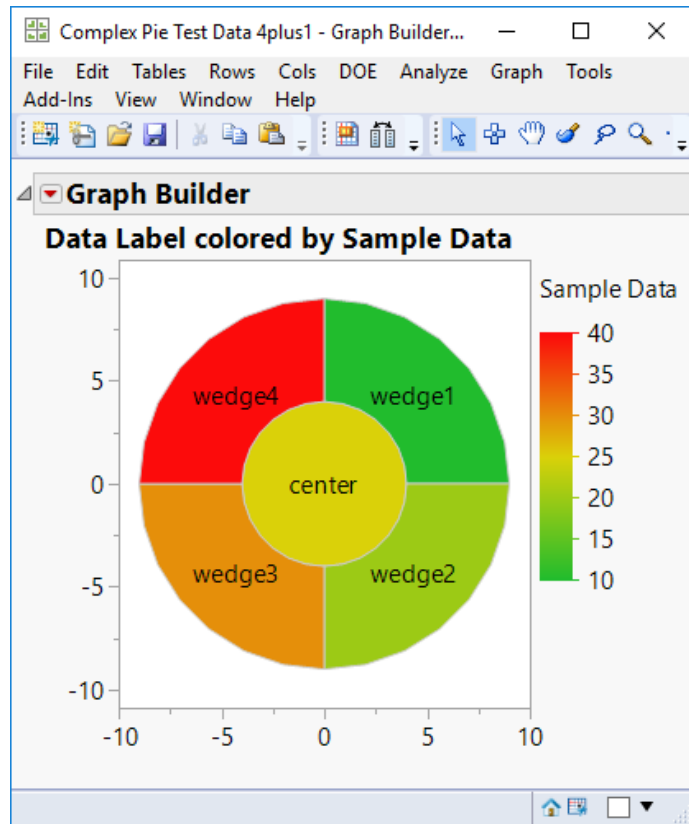 Complex Pie Test Data 4plus1 - Graph Builder...
File Edit Tables Rows Cols DOE Analyze Graph Tools
Add-Ins View Window Help
Graph Builder
Data Label colored by Sample Data
10
5
0
-5
-10
-10 -5 0 5 10
wedge4 wedge1
center
wedge3 wedge2
Sample Data
40
35
30
25
20
15
10